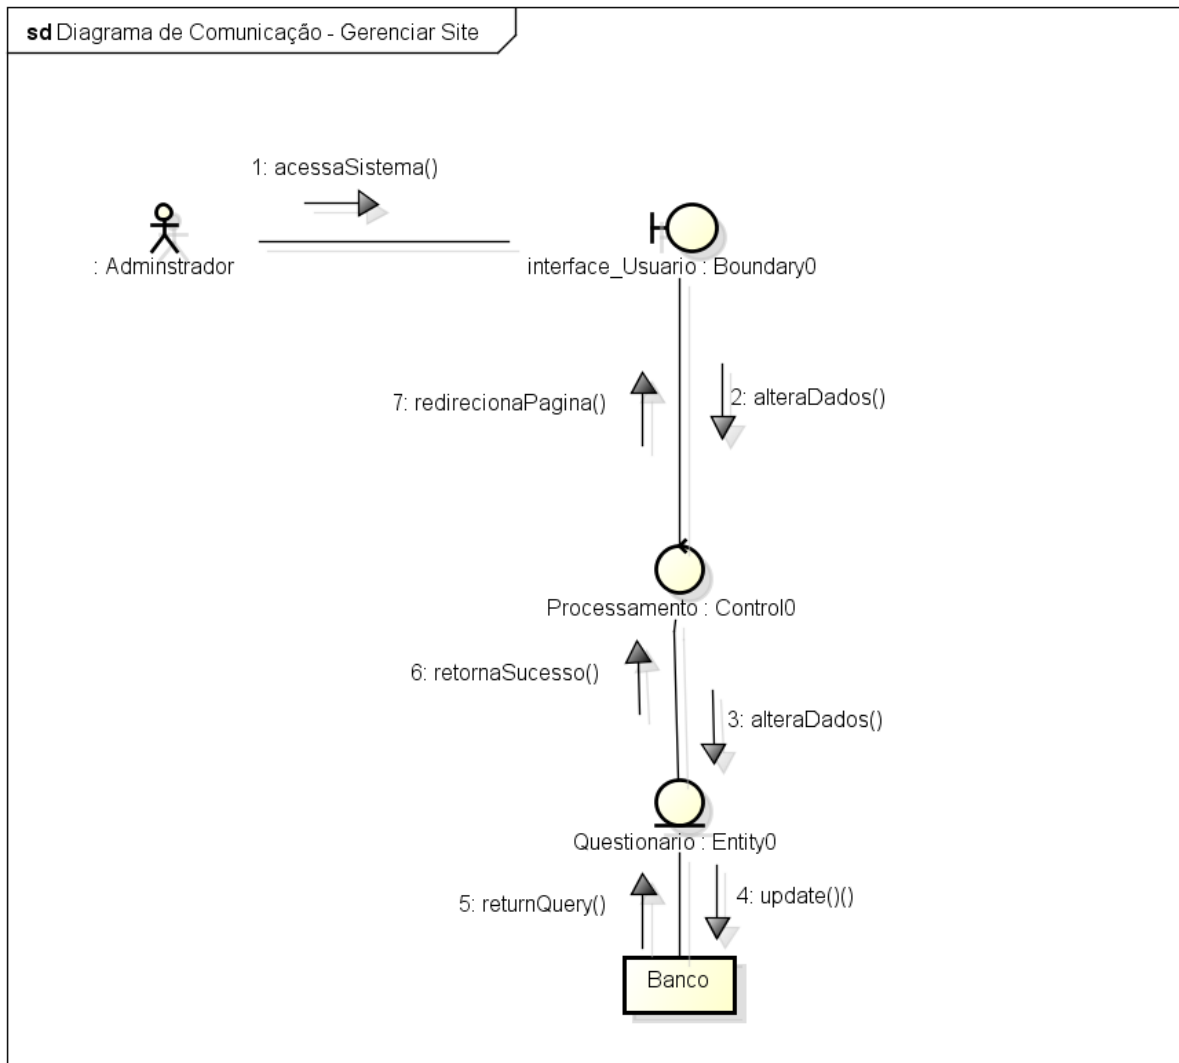 sd Diagrama de Comunicação - Gerenciar Site
1: acessaSistema()
: Adminstrador
interface_Usuario : Boundary0
7: redirecionaPagina()
2: alteraDados()
Processamento : Control0
6: retornaSucesso()
3: alteraDados()
Questionario : Entity0
5: returnQuery()
4: update()()
Banco